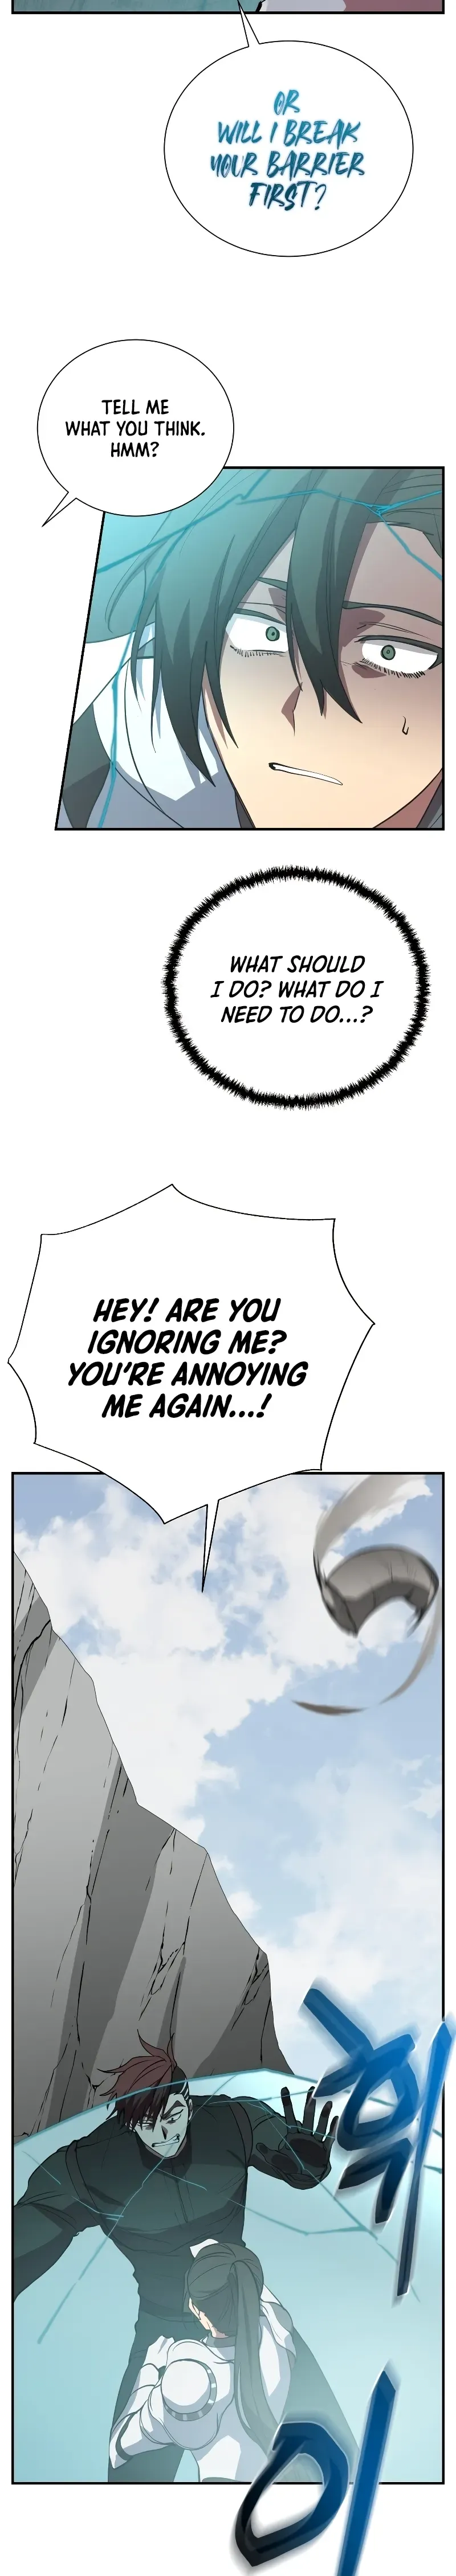 OR
WILL I BREAK
YOUR BARRIER
FIRST?
TELL ME
WHAT YOU THINK.
HMM?
WHAT SHOULD
I DO? WHAT DO I
NEED TO DO...?
HEY! ARE YOU
IGNORING ME?
YOU'RE ANNOYING
ME AGAIN...!
휘
이